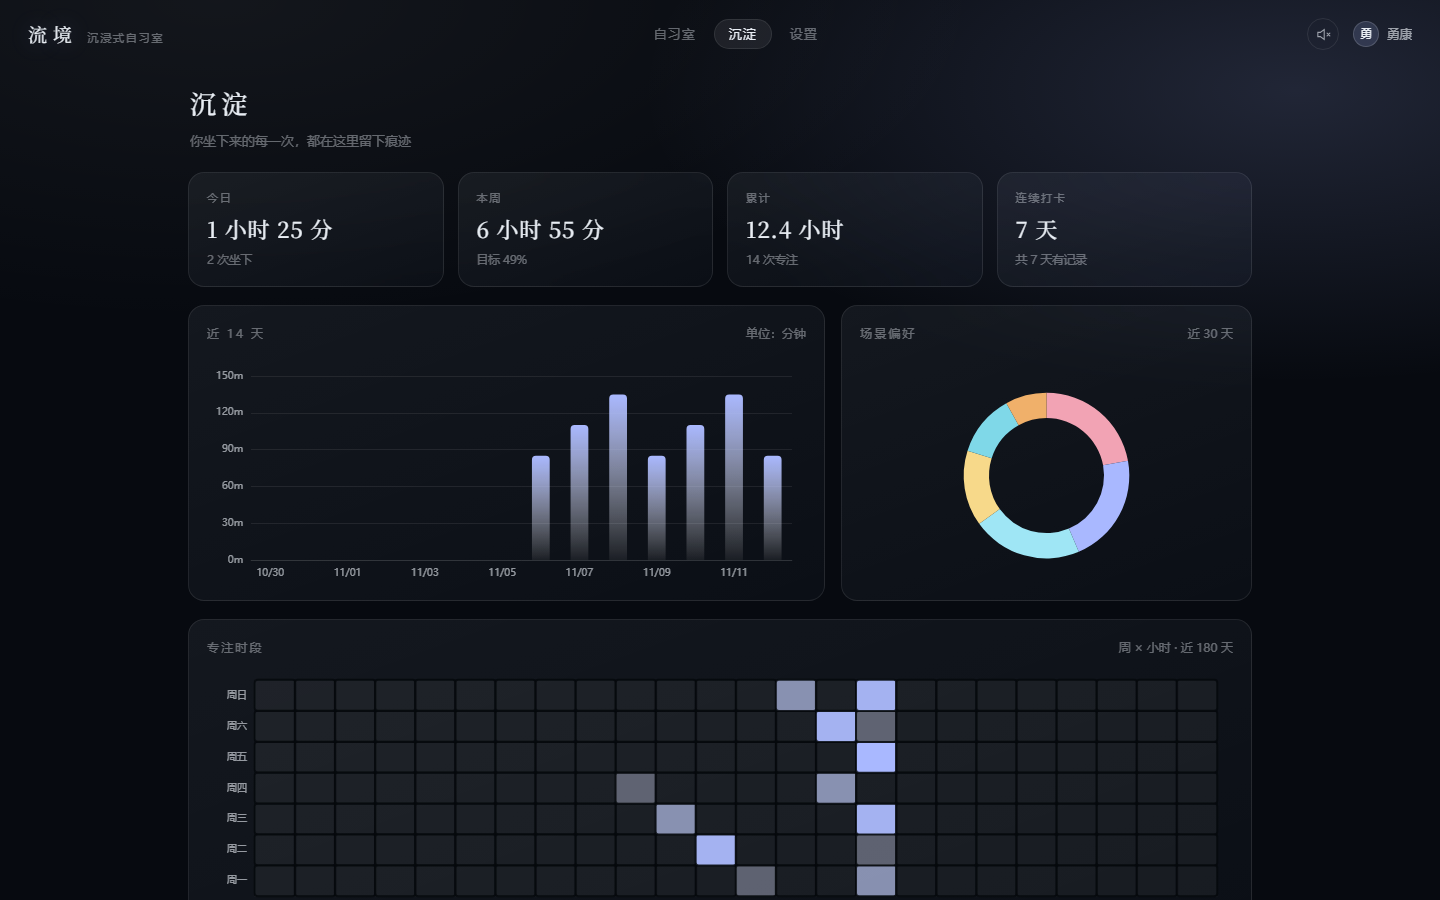 流境 沉浸式自习室 自习室 沉淀 设置 勇 勇康
沉淀
你坐下来的每一次，都在这里留下痕迹
今日 本周 累计 连续打卡
1 小时 25 分 6 小时 55 分 12.4 小时 7 天
2 次坐下 目标 49% 14 次专注 共 7 天有记录
近 14 天 单位：分钟 场景偏好 近 30 天
150m
120m
90m
60m
30m
0m
10/30 11/01 11/03 11/05 11/07 11/09 11/11
专注时段 周 × 小时 · 近 180 天
周日
周六
周五
周四
周三
周二
周一